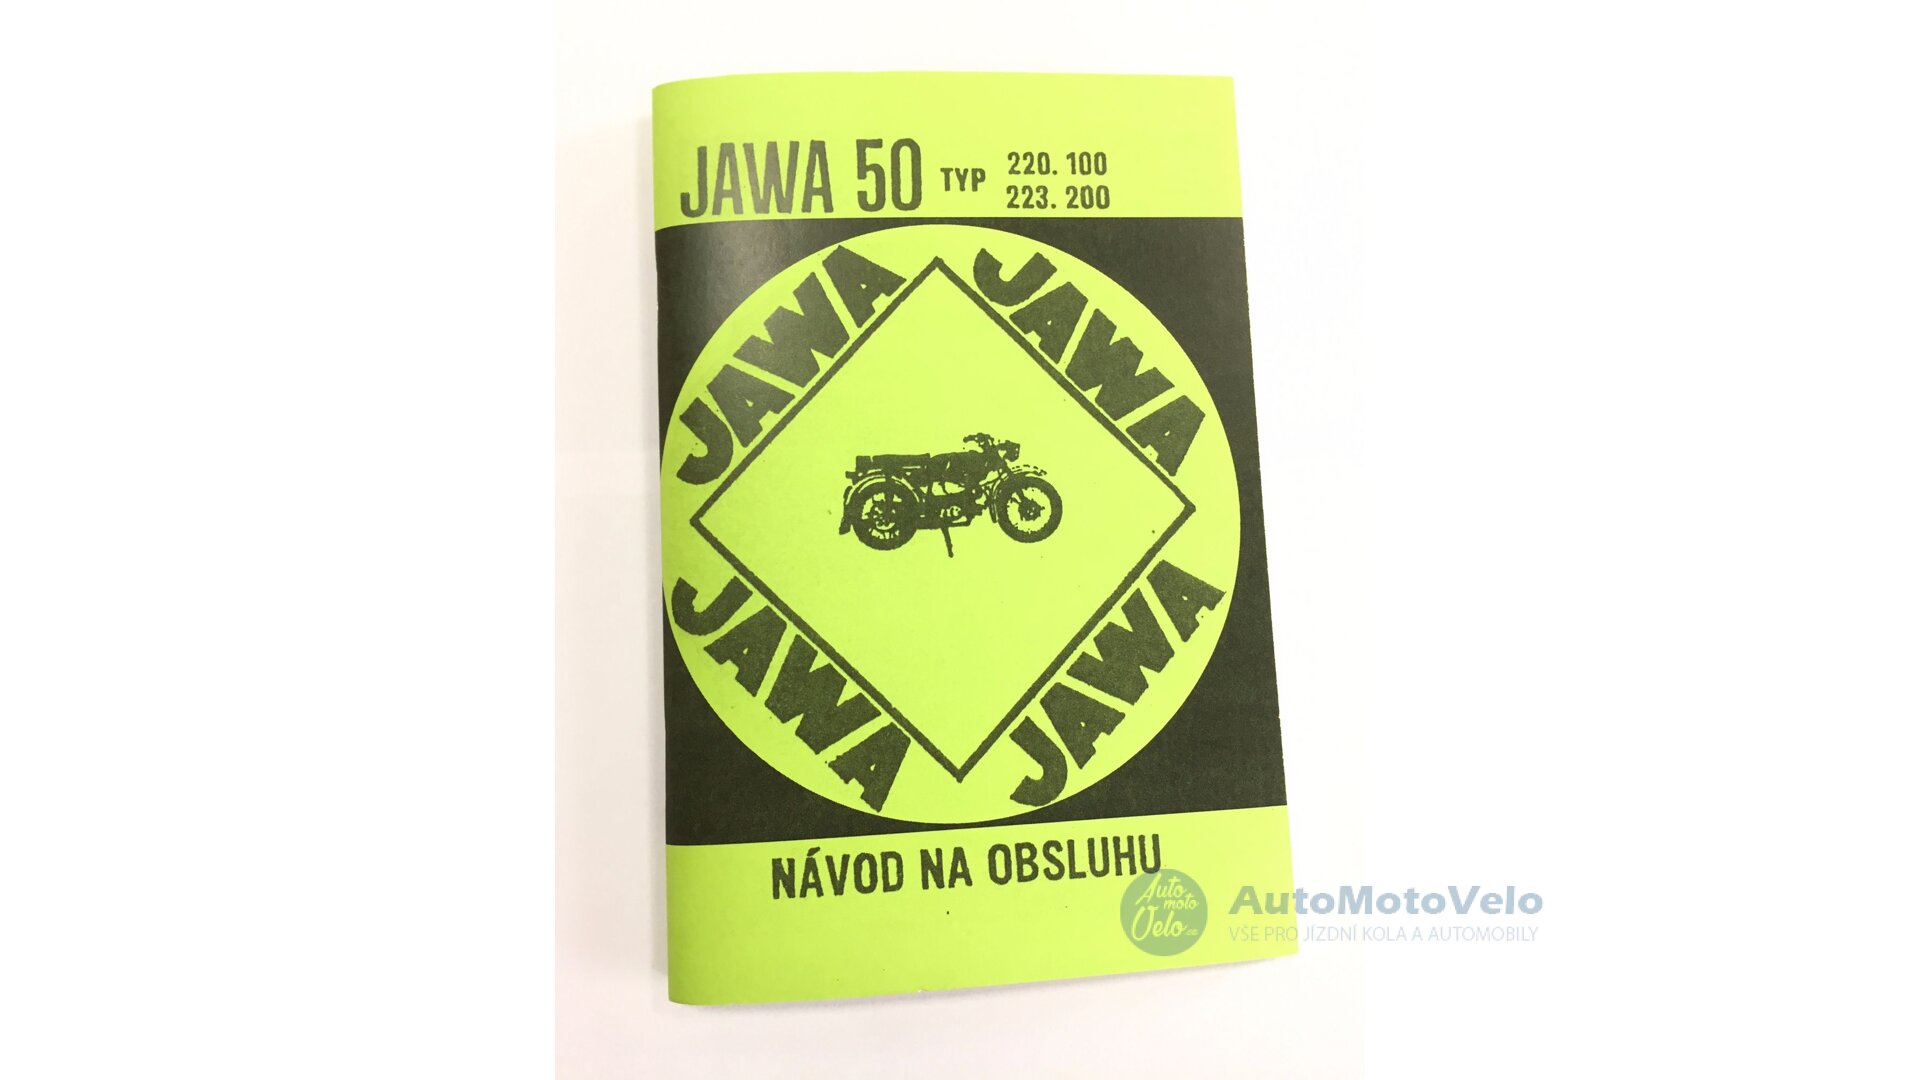 JAWA 50 TYP 220. 100
223. 200
JAWA JAWA
JAWA JAWA
NÁVOD NA OBSLUHU
Auto
moto
Velo.cz
AutoMotoVelo
VŠE PRO JÍZDNÍ KOLA A AUTOMOBILY